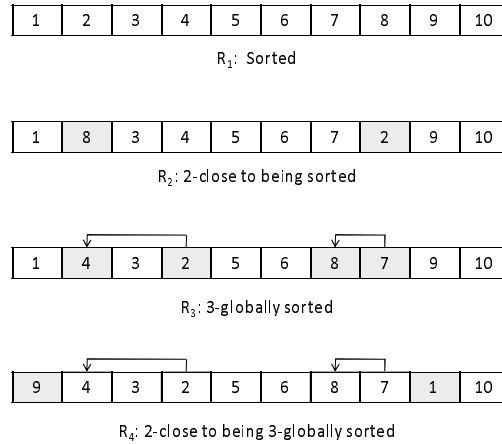 1 2 3 4 5 6 7 8 9 10
R₁: Sorted
1 8 3 4 5 6 7 2 9 10
R₂: 2-close to being sorted
1 4 3 2 5 6 8 7 9 10
R₃: 3-globally sorted
9 4 3 2 5 6 8 7 1 10
R₄: 2-close to being 3-globally sorted